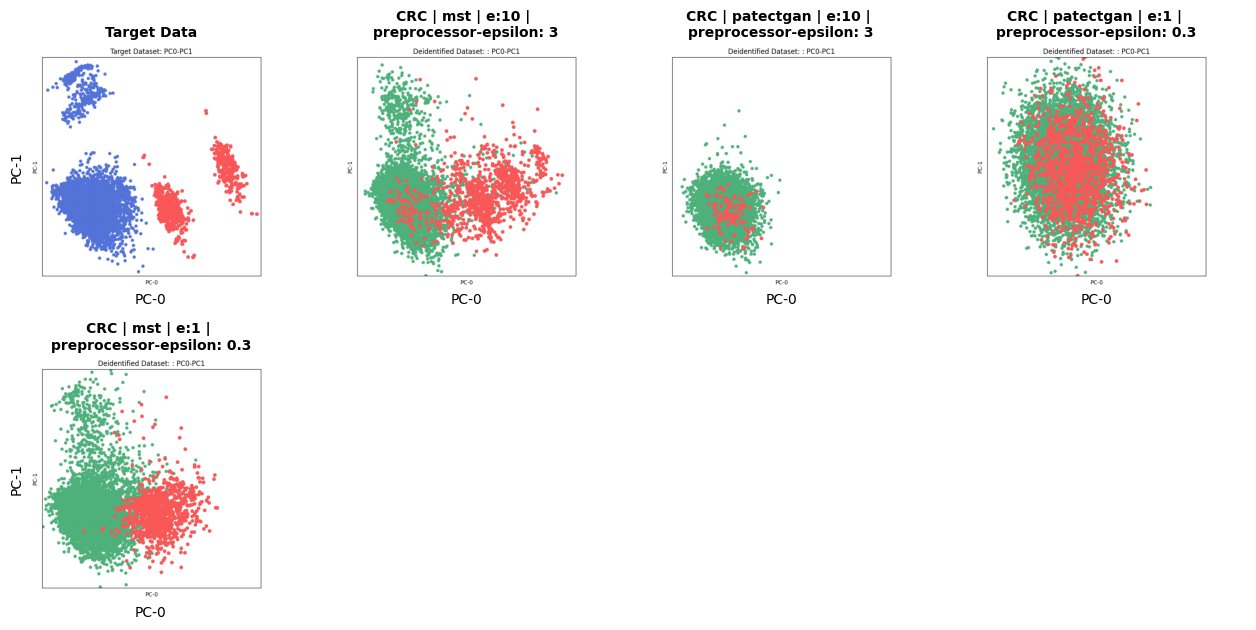 Target Data
Target Dataset: PC0-PC1
PC-1
PC-1
PC-0
PC-0
CRC | mst | e:10 |
preprocessor-epsilon: 3
Deidentified Dataset: : PC0-PC1
PC-1
PC-0
PC-0
CRC | patectgan | e:10 |
preprocessor-epsilon: 3
Deidentified Dataset: : PC0-PC1
PC-1
PC-0
PC-0
CRC | patectgan | e:1 |
preprocessor-epsilon: 0.3
Deidentified Dataset: : PC0-PC1
PC-1
PC-0
PC-0
CRC | mst | e:1 |
preprocessor-epsilon: 0.3
Deidentified Dataset: : PC0-PC1
PC-1
PC-1
PC-0
PC-0